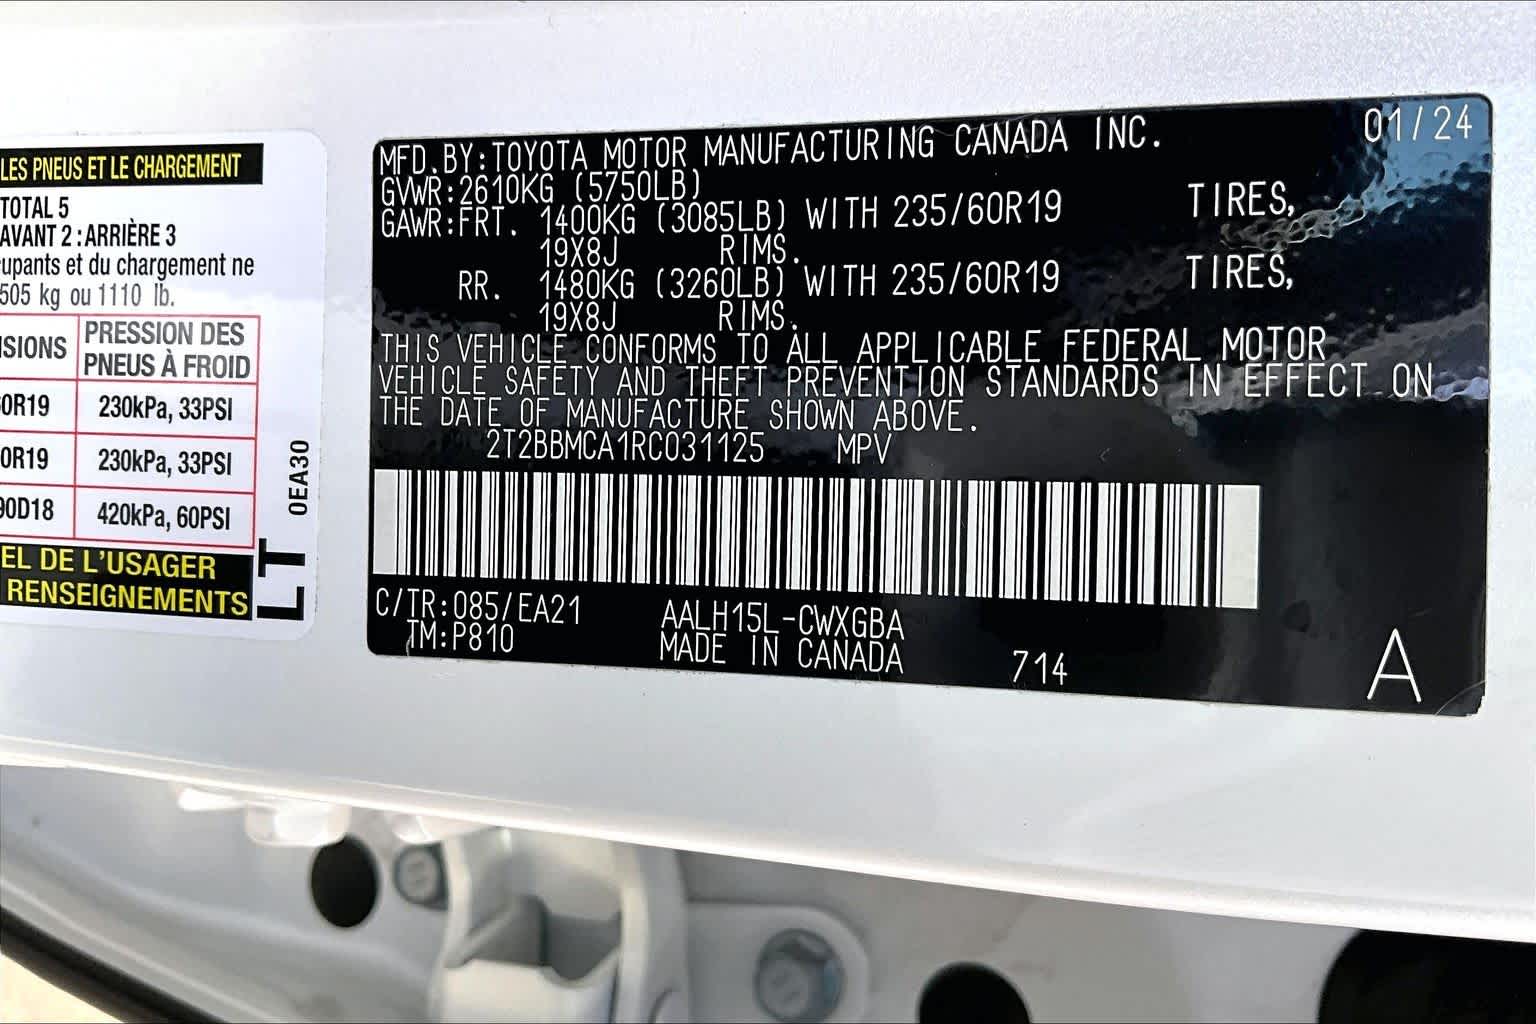 LES PNEUS ET LE CHARGEMENT
TOTAL 5
AVANT 2 : ARRIÈRE 3
upants et du chargement ne
505 kg ou 1110 lb.
SIONS PRESSION DES
PNEUS À FROID
0R19 230kPa, 33PSI
0R19 230kPa, 33PSI
90D18 420kPa, 60PSI
EL DE L'USAGER
RENSEIGNEMENTS
0EA30
LT
MFD.BY:TOYOTA MOTOR MANUFACTURING CANADA INC. 01/24
GVWR:2610KG (5750LB)
GAWR:FRT. 1400KG (3085LB) WITH 235/60R19 TIRES,
19X8J RIMS.
RR. 1480KG (3260LB) WITH 235/60R19 TIRES,
19X8J RIMS.
THIS VEHICLE CONFORMS TO ALL APPLICABLE FEDERAL MOTOR
VEHICLE SAFETY AND THEFT PREVENTION STANDARDS IN EFFECT ON
THE DATE OF MANUFACTURE SHOWN ABOVE.
2T2BBMCA1RC031125 MPV
C/TR:085/EA21 AALH15L-CWXGBA
TM:P810 MADE IN CANADA 714 A